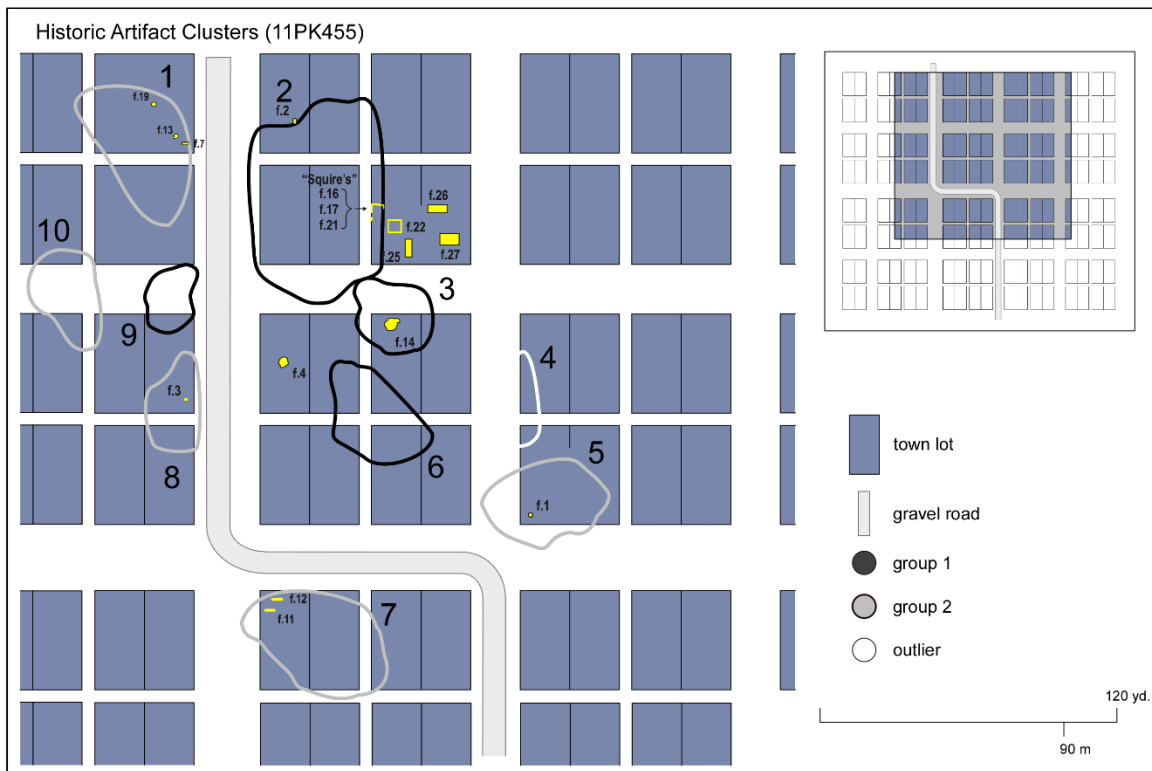 Historic Artifact Clusters (11PK455)
1
f.19
f.13
f.7
2
f.2
"Squire's"
f.16
f.17
f.21
f.26
f.22
f.25
f.27
10
9
3
f.14
4
f.4
f.3
8
6
5
f.1
7
f.12
f.11
town lot
gravel road
group 1
group 2
outlier
120 yd.
90 m